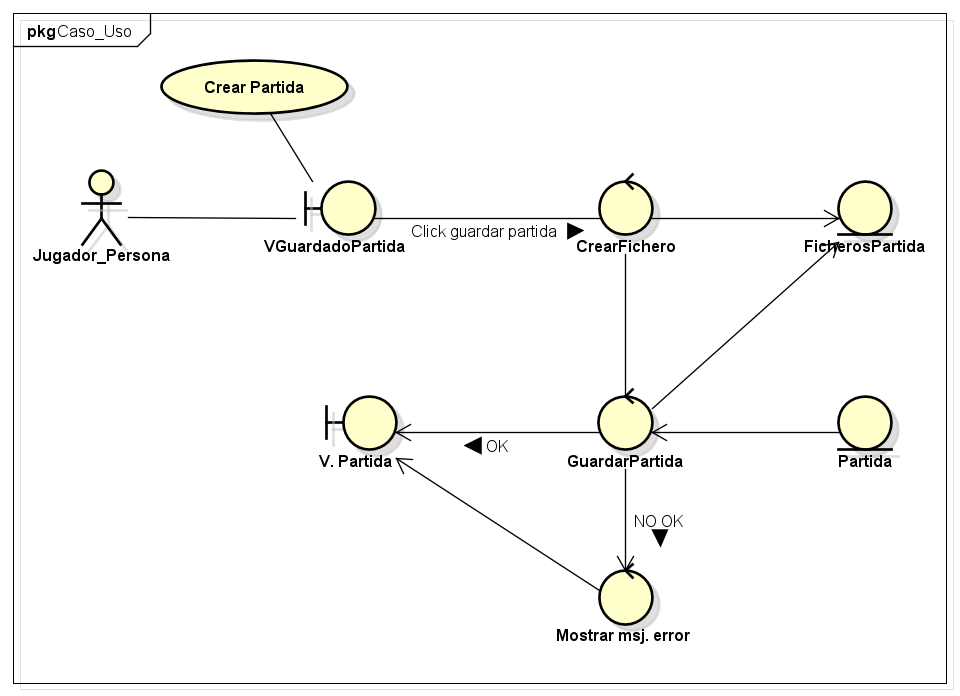 pkgCaso_Uso
Crear Partida
Jugador_Persona
VGuardadoPartida
Click guardar partida
CrearFichero
FicherosPartida
V. Partida
OK
GuardarPartida
Partida
NO OK
Mostrar msj. error